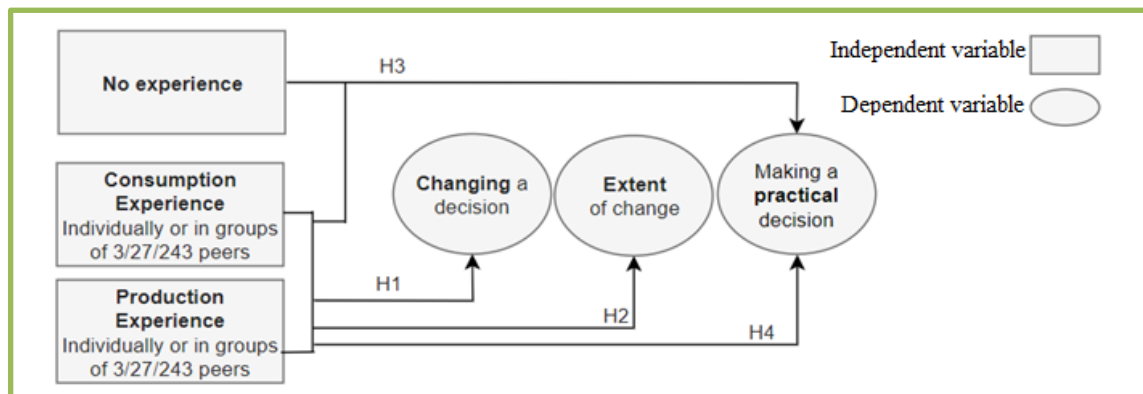 No experience
H3
Independent variable
Dependent variable
Consumption
Experience
Individually or in groups
of 3/27/243 peers
Changing a
decision
Extent
of change
Making a
practical
decision
H1
Production
Experience
Individually or in groups
of 3/27/243 peers
H2
H4